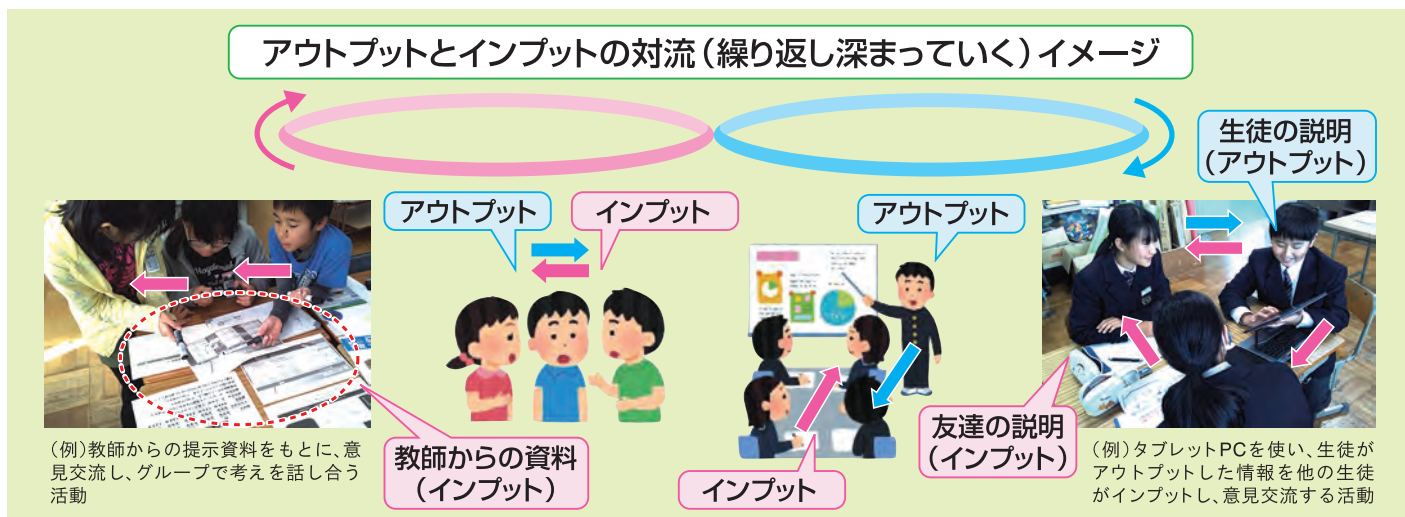 アウトプットとインプットの対流（繰り返し深まっていく）イメージ
生徒の説明
（アウトプット）
アウトプット
インプット
アウトプット
教師からの資料
（インプット）
インプット
友達の説明
（インプット）
（例）教師からの提示資料をもとに、意
見交流し、グループで考えを話し合う
活動
（例）タブレットPCを使い、生徒が
アウトプットした情報を他の生徒
がインプットし、意見交流する活動